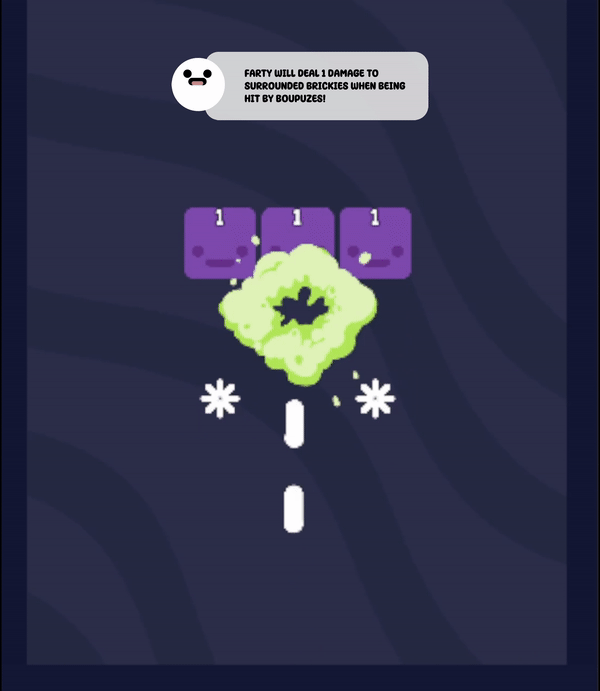 FARTY WILL DEAL 1 DAMAGE TO
SURROUNDED BRICKIES WHEN BEING
HIT BY BOUPUZES!
1 1 1